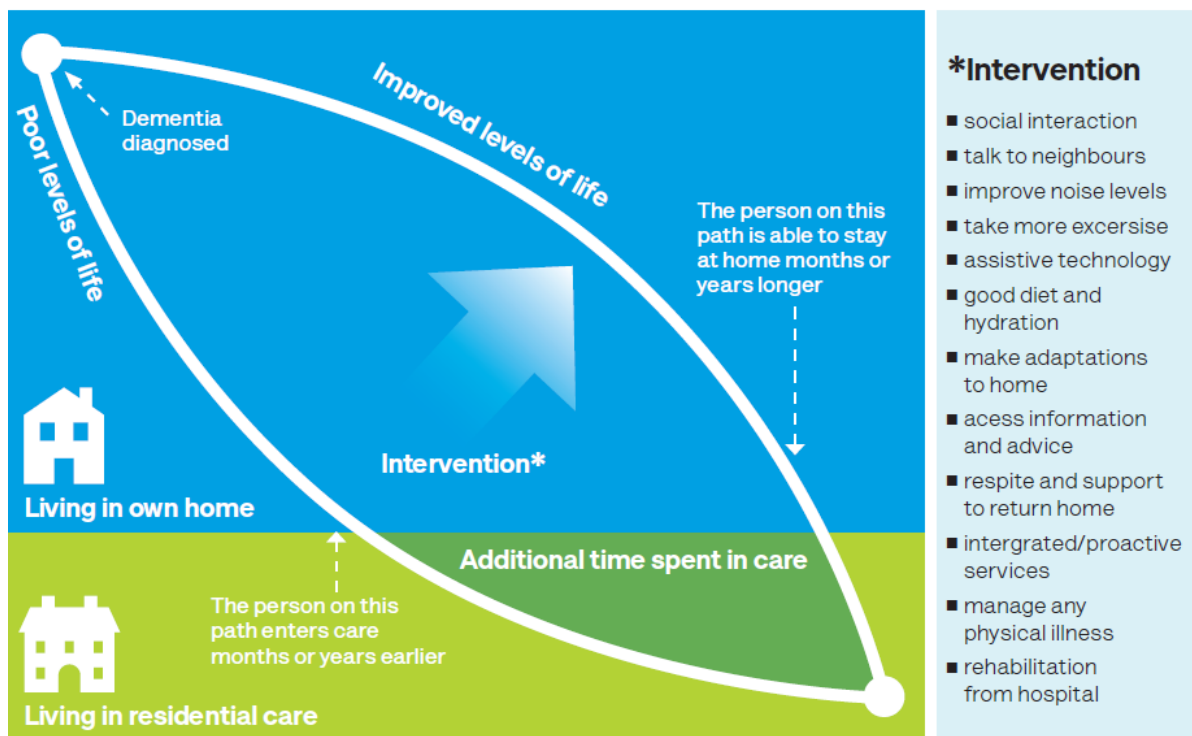 Dementia
diagnosed
Poor levels of life
Improved levels of life
The person on this
path is able to stay
at home months or
years longer
Intervention*
Living in own home
Additional time spent in care
The person on this
path enters care
months or years earlier
Living in residential care
*Intervention
■ social interaction
■ talk to neighbours
■ improve noise levels
■ take more excersise
■ assistive technology
■ good diet and
hydration
■ make adaptations
to home
■ acess information
and advice
■ respite and support
to return home
■ intergrated/proactive
services
■ manage any
physical illness
■ rehabilitation
from hospital